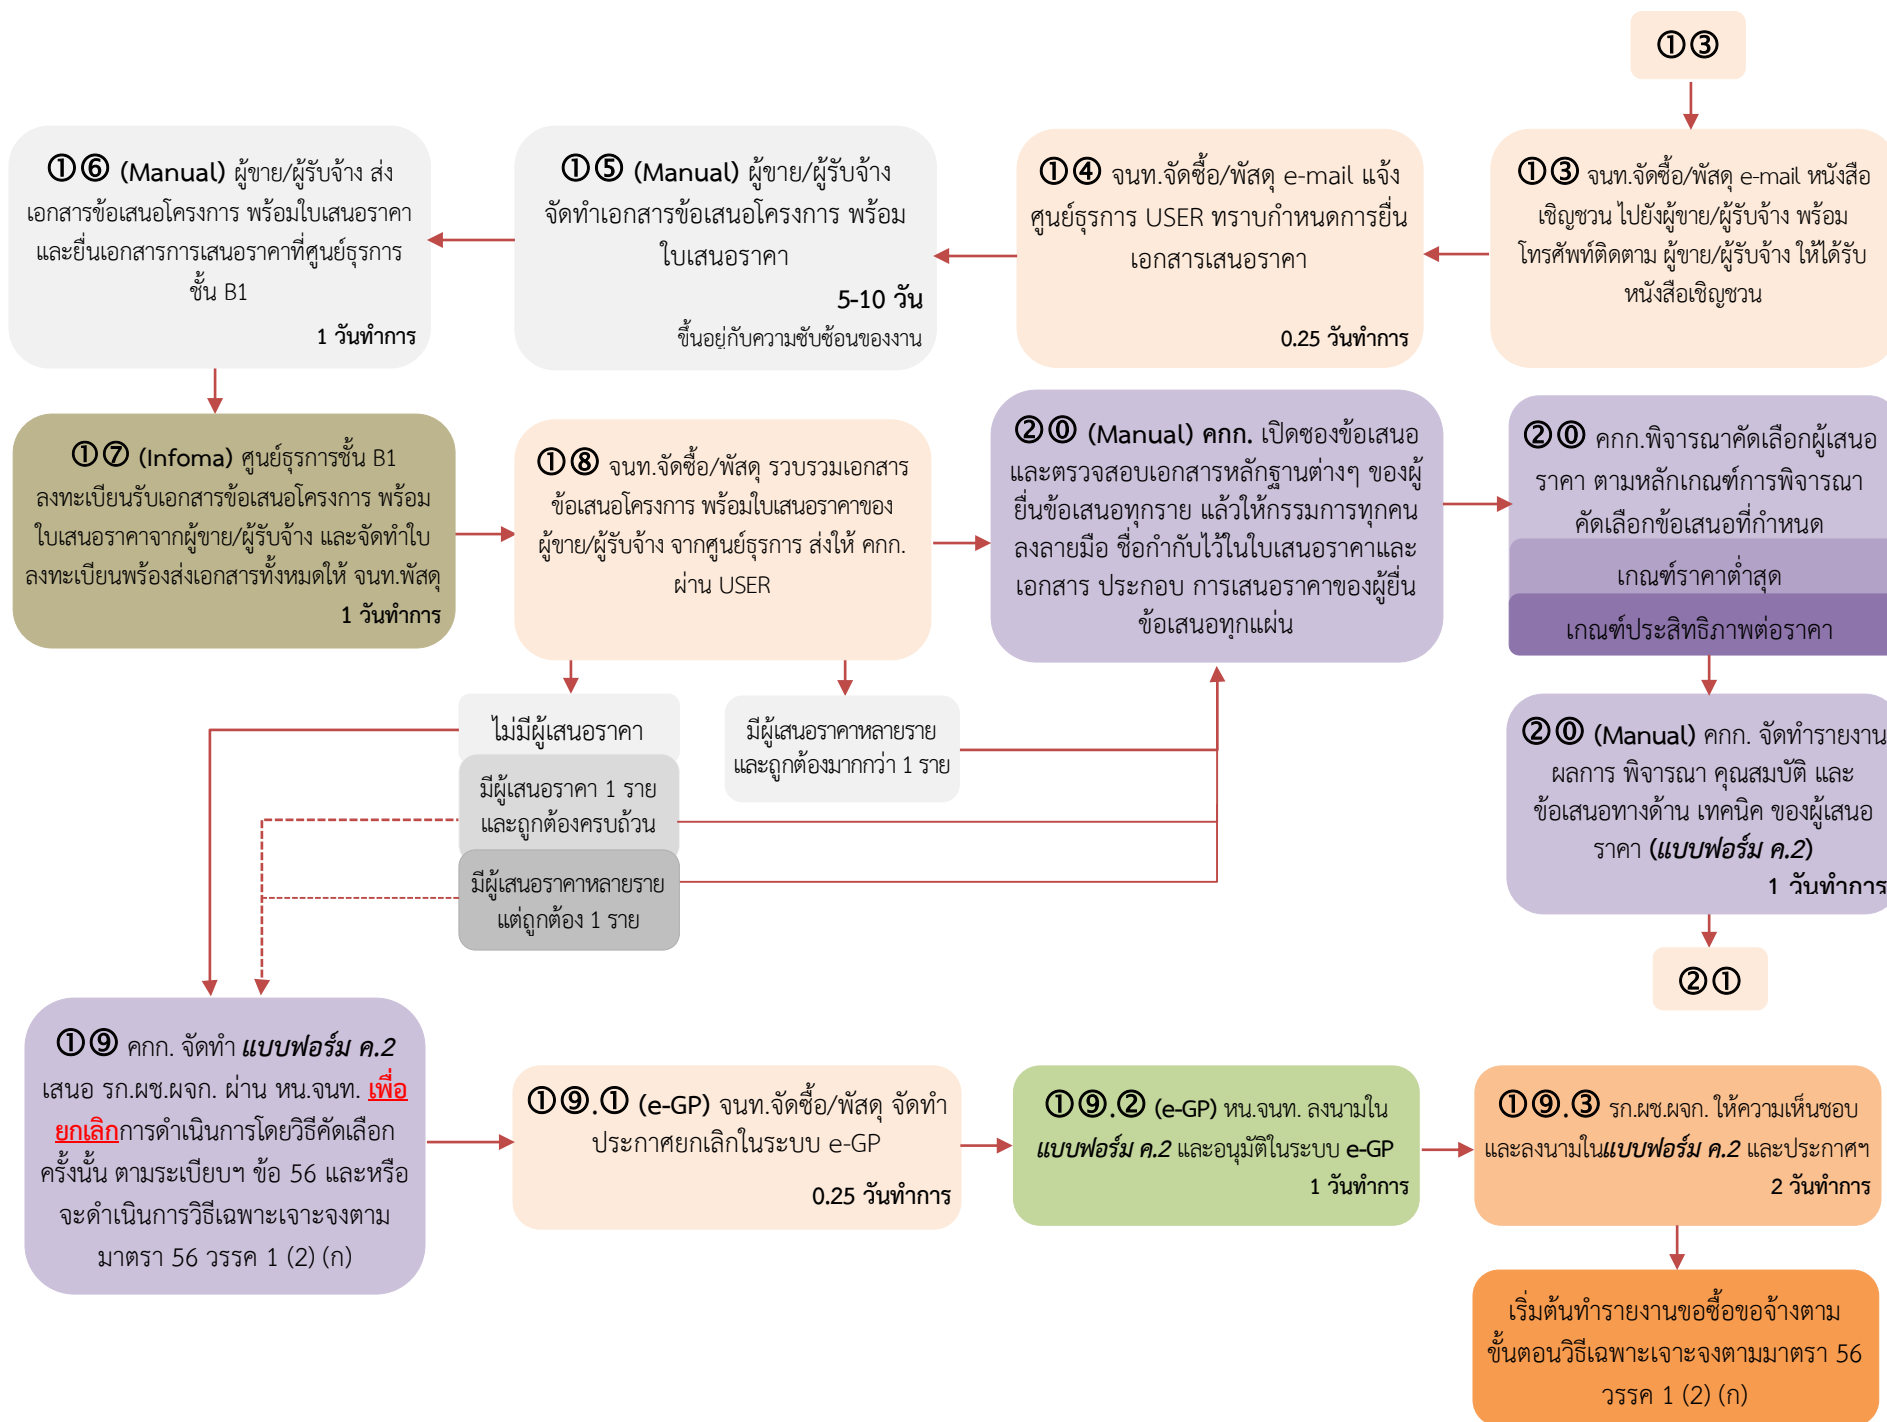 ①③
①③ จนท.จัดซื้อ/พัสดุ e-mail หนังสือ
เชิญชวน ไปยังผู้ขาย/ผู้รับจ้าง พร้อม
โทรศัพท์ติดตาม ผู้ขาย/ผู้รับจ้าง ให้ได้รับ
หนังสือเชิญชวน
①④ จนท.จัดซื้อ/พัสดุ e-mail แจ้ง
ศูนย์ธุรการ USER ทราบกำหนดการยื่น
เอกสารเสนอราคา
0.25 วันทำการ
①⑤ (Manual) ผู้ขาย/ผู้รับจ้าง
จัดทำเอกสารข้อเสนอโครงการ พร้อม
ใบเสนอราคา
5-10 วัน
ขึ้นอยู่กับความซับซ้อนของงาน
①⑥ (Manual) ผู้ขาย/ผู้รับจ้าง ส่ง
เอกสารข้อเสนอโครงการ พร้อมใบเสนอราคา
และยื่นเอกสารการเสนอราคาที่ศูนย์ธุรการ
ชั้น B1
1 วันทำการ
①⑦ (Infoma) ศูนย์ธุรการชั้น B1
ลงทะเบียนรับเอกสารข้อเสนอโครงการ พร้อม
ใบเสนอราคาจากผู้ขาย/ผู้รับจ้าง และจัดทำใบ
ลงทะเบียนพร้องส่งเอกสารทั้งหมดให้ จนท.พัสดุ
1 วันทำการ
①⑧ จนท.จัดซื้อ/พัสดุ รวบรวมเอกสาร
ข้อเสนอโครงการ พร้อมใบเสนอราคาของ
ผู้ขาย/ผู้รับจ้าง จากศูนย์ธุรการ ส่งให้ คกก.
ผ่าน USER
②⓪ (Manual) คกก. เปิดซองข้อเสนอ
และตรวจสอบเอกสารหลักฐานต่างๆ ของผู้
ยื่นข้อเสนอทุกราย แล้วให้กรรมการทุกคน
ลงลายมือ ชื่อกำกับไว้ในใบเสนอราคาและ
เอกสาร ประกอบ การเสนอราคาของผู้ยื่น
ข้อเสนอทุกแผ่น
②⓪ คกก.พิจารณาคัดเลือกผู้เสนอ
ราคา ตามหลักเกณฑ์การพิจารณา
คัดเลือกข้อเสนอที่กำหนด
เกณฑ์ราคาต่ำสุด
เกณฑ์ประสิทธิภาพต่อราคา
ไม่มีผู้เสนอราคา
มีผู้เสนอราคา 1 ราย
และถูกต้องครบถ้วน
มีผู้เสนอราคาหลายราย
แต่ถูกต้อง 1 ราย
มีผู้เสนอราคาหลายราย
และถูกต้องมากกว่า 1 ราย
②⓪ (Manual) คกก. จัดทำรายงาน
ผลการ พิจารณา คุณสมบัติ และ
ข้อเสนอทางด้าน เทคนิค ของผู้เสนอ
ราคา (แบบฟอร์ม ค.2)
1 วันทำการ
②①
①⑨ คกก. จัดทำ แบบฟอร์ม ค.2
เสนอ รก.ผช.ผจก. ผ่าน หน.จนท. เพื่อ
ยกเลิกการดำเนินการโดยวิธีคัดเลือก
ครั้งนั้น ตามระเบียบฯ ข้อ 56 และหรือ
จะดำเนินการวิธีเฉพาะเจาะจงตาม
มาตรา 56 วรรค 1 (2) (ก)
①⑨.① (e-GP) จนท.จัดซื้อ/พัสดุ จัดทำ
ประกาศยกเลิกในระบบ e-GP
0.25 วันทำการ
①⑨.② (e-GP) หน.จนท. ลงนามใน
แบบฟอร์ม ค.2 และอนุมัติในระบบ e-GP
1 วันทำการ
①⑨.③ รก.ผช.ผจก. ให้ความเห็นชอบ
และลงนามในแบบฟอร์ม ค.2 และประกาศฯ
2 วันทำการ
เริ่มต้นทำรายงานขอซื้อขอจ้างตาม
ขั้นตอนวิธีเฉพาะเจาะจงตามมาตรา 56
วรรค 1 (2) (ก)